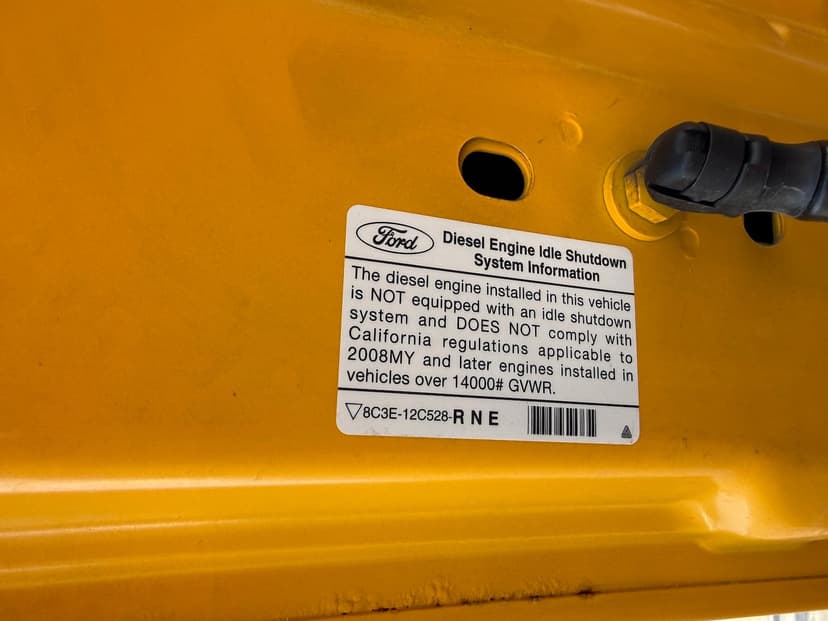 Ford Diesel Engine Idle Shutdown
System Information
The diesel engine installed in this vehicle
is NOT equipped with an idle shutdown
system and DOES NOT comply with
California regulations applicable to
2008MY and later engines installed in
vehicles over 14000# GVWR.
8C3E-12C528-R N E